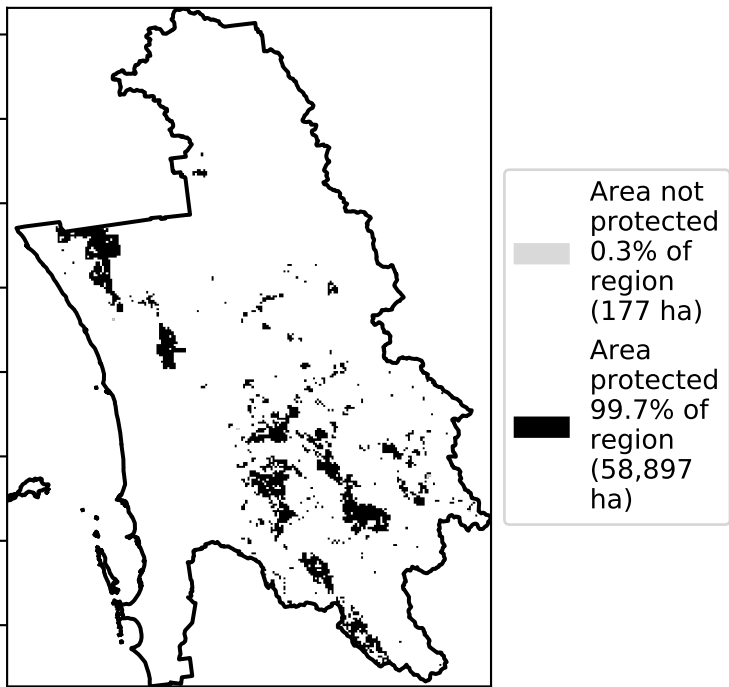 Area not
protected
0.3% of
region
(177 ha)
Area
protected
99.7% of
region
(58,897
ha)